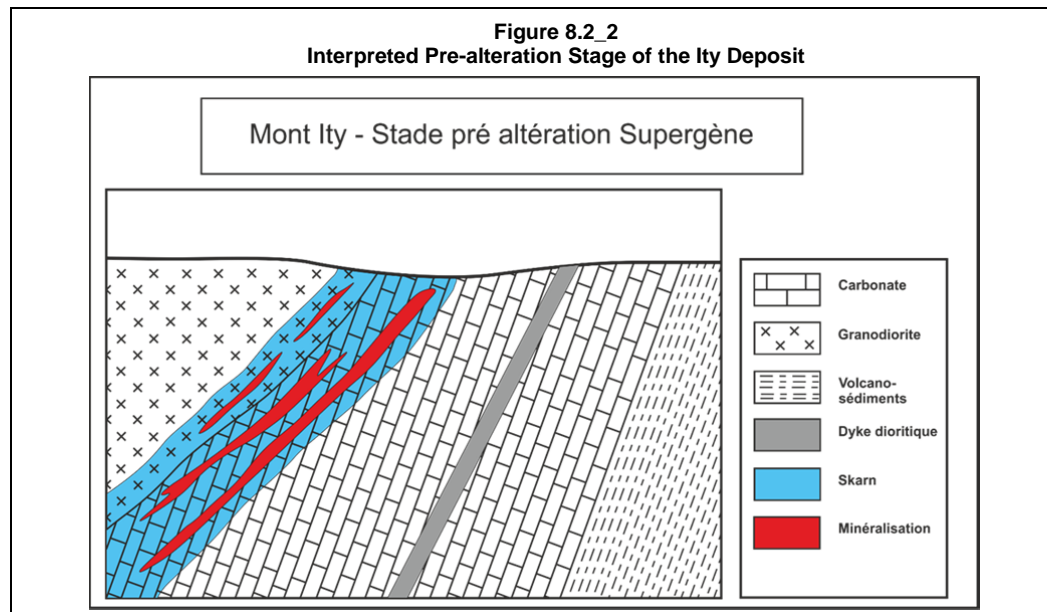 Figure 8.2_2
Interpreted Pre-alteration Stage of the Ity Deposit
Mont Ity - Stade pré altération Supergène
Carbonate
Granodiorite
Volcano-
sédiments
Dyke dioritique
Skarn
Minéralisation